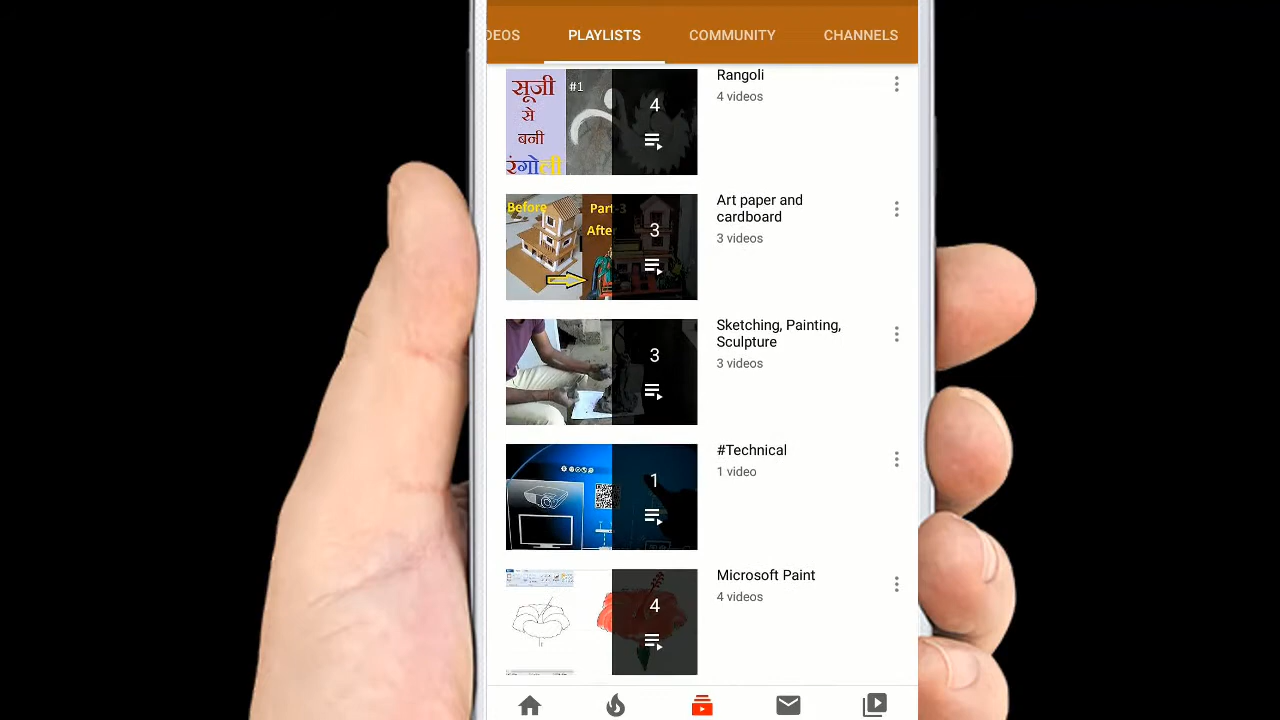 DEOS PLAYLISTS COMMUNITY CHANNELS
सूजी
से
बनी
रंगोली
#1
4
Rangoli
4 videos
Before
Part-3
After
3
Art paper and
cardboard
3 videos
3
Sketching, Painting,
Sculpture
3 videos
1
#Technical
1 video
4
Microsoft Paint
4 videos